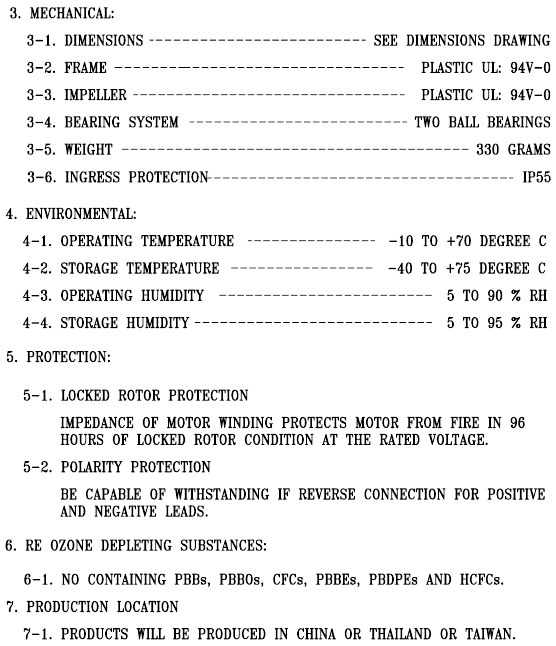 3. MECHANICAL:
3-1. DIMENSIONS -------------------------- SEE DIMENSIONS DRAWING
3-2. FRAME ----------------------------------- PLASTIC UL: 94V-0
3-3. IMPELLER --------------------------------- PLASTIC UL: 94V-0
3-4. BEARING SYSTEM -------------------------- TWO BALL BEARINGS
3-5. WEIGHT ------------------------------------------ 330 GRAMS
3-6. INGRESS PROTECTION------------------------------------- IP55
4. ENVIRONMENTAL:
4-1. OPERATING TEMPERATURE ---------------- -10 TO +70 DEGREE C
4-2. STORAGE TEMPERATURE ----------------- -40 TO +75 DEGREE C
4-3. OPERATING HUMIDITY -------------------------- 5 TO 90 % RH
4-4. STORAGE HUMIDITY----------------------------- 5 TO 95 % RH
5. PROTECTION:
5-1. LOCKED ROTOR PROTECTION
IMPEDANCE OF MOTOR WINDING PROTECTS MOTOR FROM FIRE IN 96
HOURS OF LOCKED ROTOR CONDITION AT THE RATED VOLTAGE.
5-2. POLARITY PROTECTION
BE CAPABLE OF WITHSTANDING IF REVERSE CONNECTION FOR POSITIVE
AND NEGATIVE LEADS.
6. RE OZONE DEPLETING SUBSTANCES:
6-1. NO CONTAINING PBBs, PBBOs, CFCs, PBBEs, PBDPEs AND HCFCs.
7. PRODUCTION LOCATION
7-1. PRODUCTS WILL BE PRODUCED IN CHINA OR THAILAND OR TAIWAN.